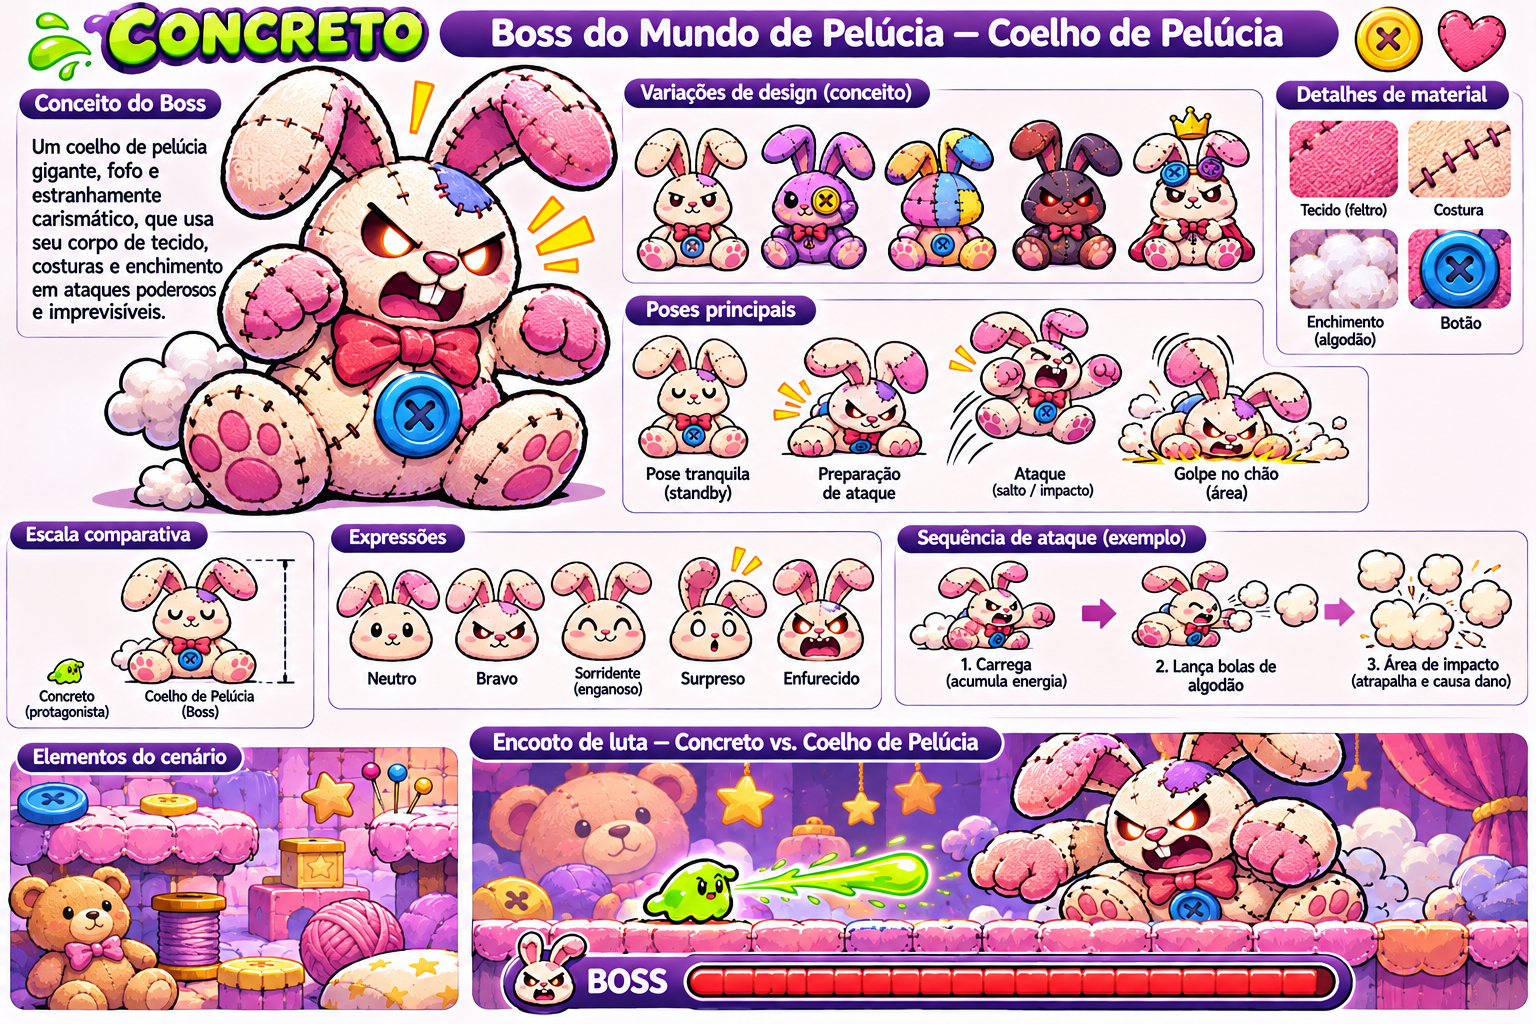 CONCRETO
Boss do Mundo de Pelúcia – Coelho de Pelúcia
Conceito do Boss
Um coelho de pelúcia
gigante, fofo e
estranhamente
carismático, que usa
seu corpo de tecido,
costuras e enchimento
em ataques poderosos
e imprevisíveis.
Variações de design (conceito)
Detalhes de material
Tecido (feltro)
Costura
Enchimento
(algodão)
Botão
Poses principais
Pose tranquila
(standby)
Preparação
de ataque
Ataque
(salto / impacto)
Golpe no chão
(área)
Escala comparativa
Concreto
(protagonista)
Coelho de Pelúcia
(Boss)
Expressões
Neutro
Bravo
Sorridente
(enganoso)
Surpreso
Enfurecido
Sequência de ataque (exemplo)
1. Carrega
(acumula energia)
2. Lança bolas de
algodão
3. Área de impacto
(atrapalha e causa dano)
Elementos do cenário
Encooto de luta – Concreto vs. Coelho de Pelúcia
BOSS